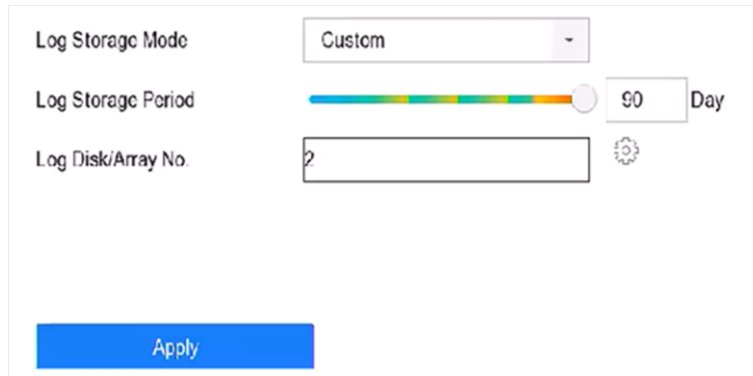 Log Storage Mode Custom
Log Storage Period 90 Day
Log Disk/Array No. 2
Apply